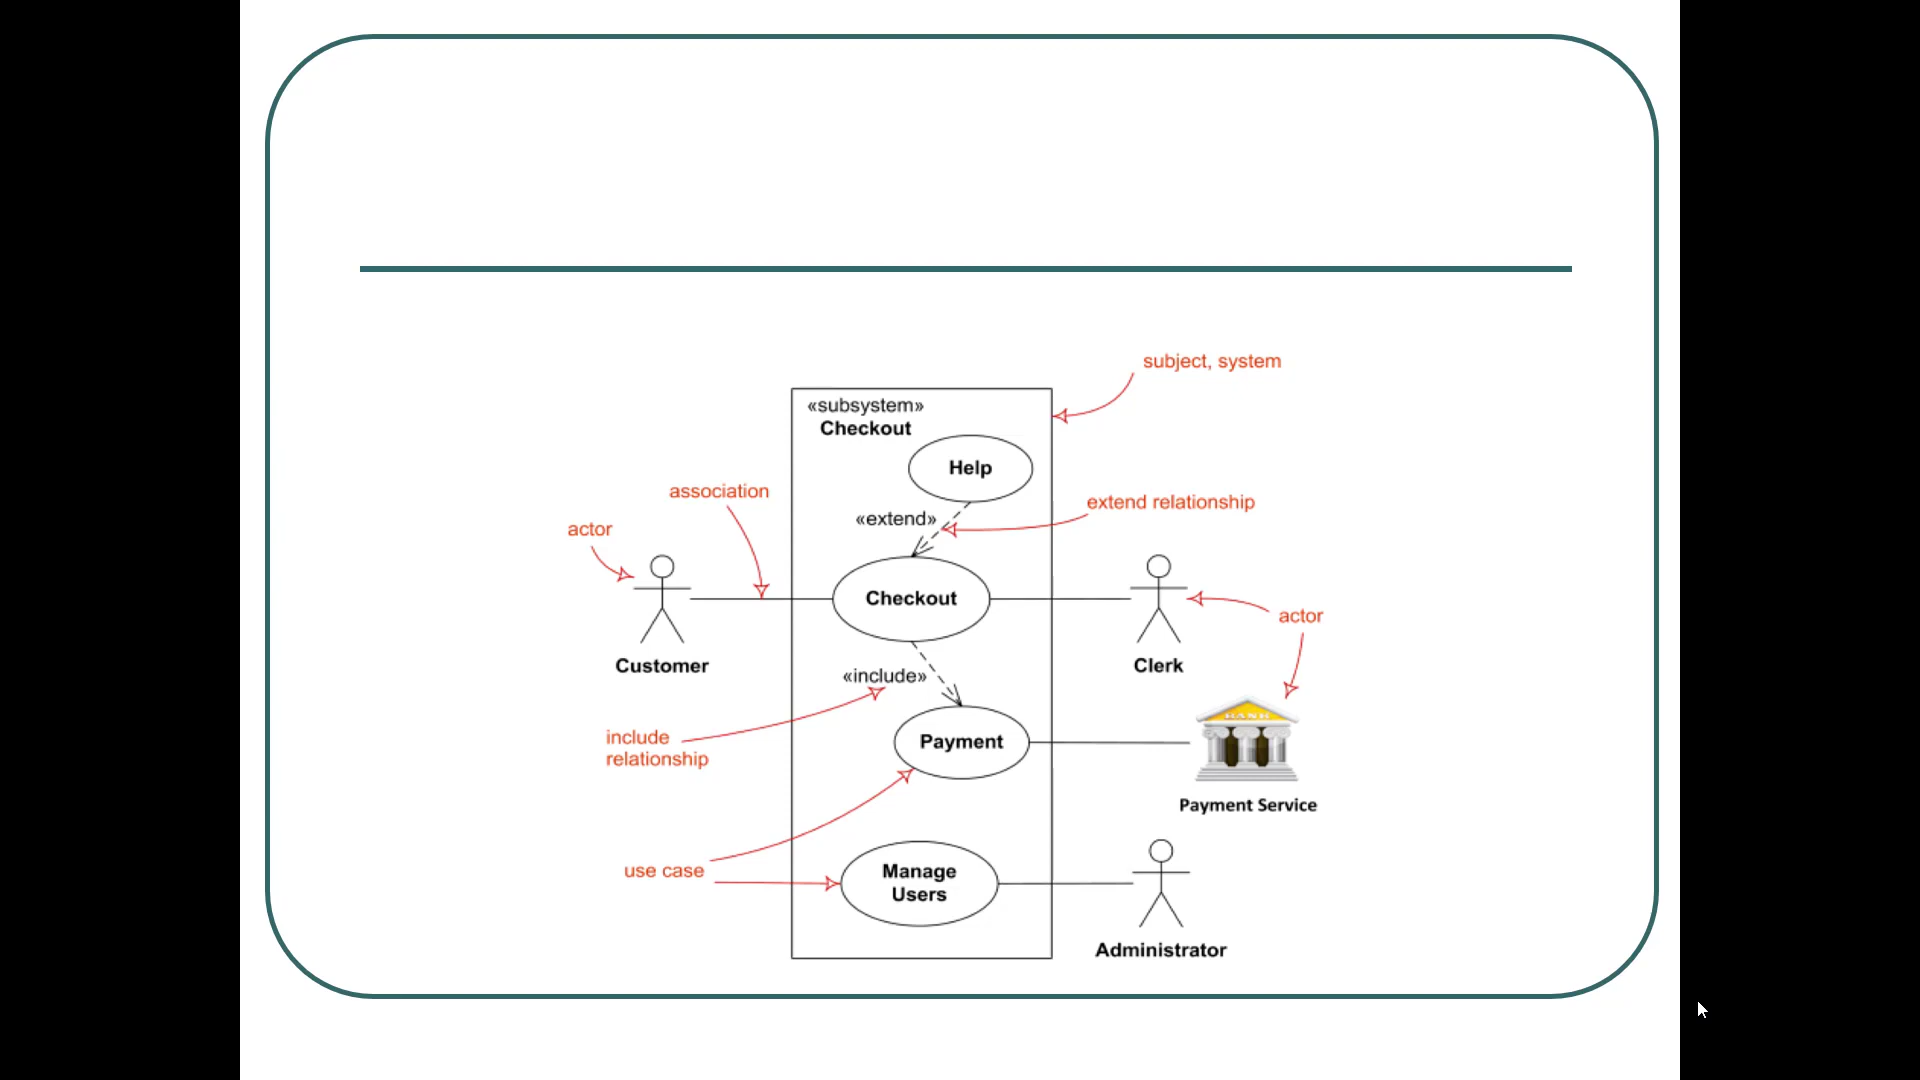 subject, system
«subsystem»
Checkout
Help
association
extend relationship
«extend»
actor
Checkout
actor
Customer
Clerk
«include»
BANK
include
relationship
Payment
Payment Service
use case
Manage
Users
Administrator